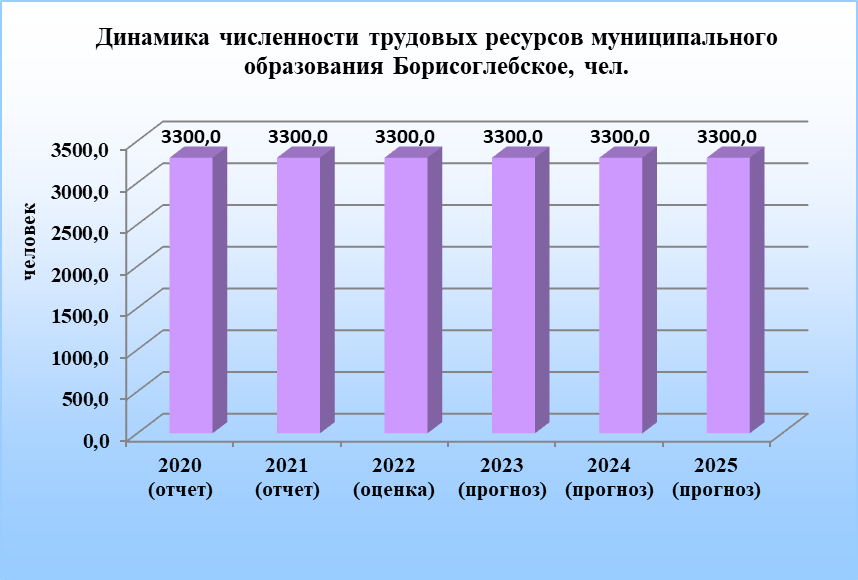 Динамика численности трудовых ресурсов муниципального
образования Борисоглебское, чел.
3300,0 3300,0 3300,0 3300,0 3300,0 3300,0
3500,0
3000,0
2500,0
2000,0
1500,0
1000,0
500,0
0,0
человек
2020 2021 2022 2023 2024 2025
(отчет) (отчет) (оценка) (прогноз) (прогноз) (прогноз)